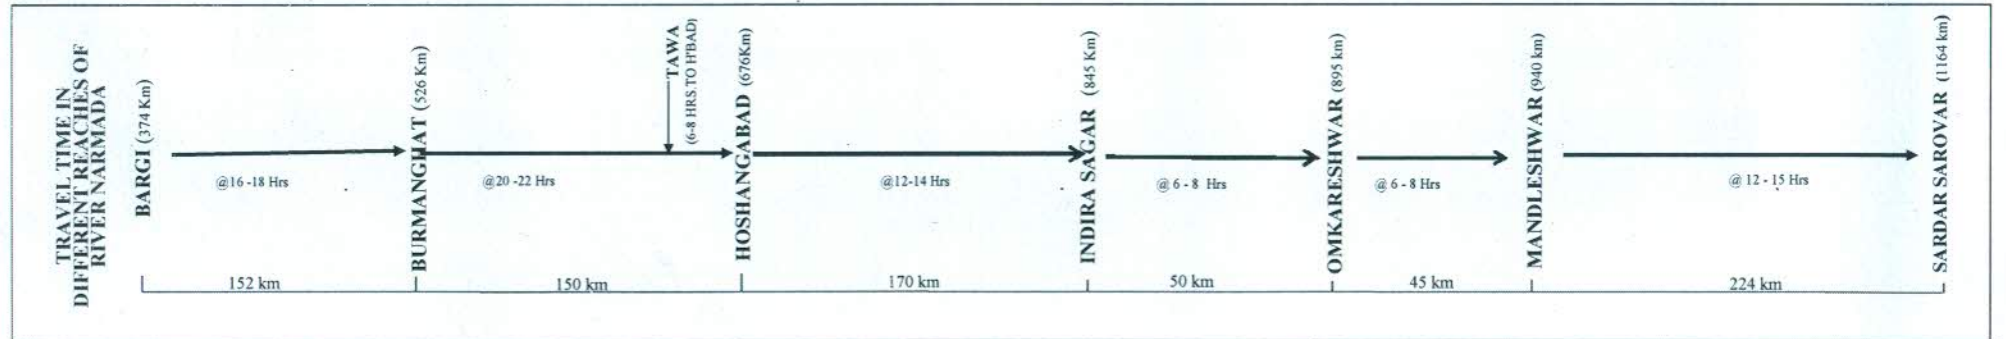 TRAVEL TIME IN
DIFFERENT REACHES OF
RIVER NARMADA
BARGI (374 Km)
@16 -18 Hrs
BURMANGHAT (526 Km)
@20 -22 Hrs
TAWA
(6-8 HRS.TO H'BAD)
HOSHANGABAD (676Km)
@12-14 Hrs
INDIRA SAGAR (845 Km)
@ 6 - 8 Hrs
OMKARESHWAR (895 km)
@ 6 - 8 Hrs
MANDLESHWAR (940 km)
@ 12 - 15 Hrs
SARDAR SAROVAR (1164 km)
152 km
150 km
170 km
50 km
45 km
224 km